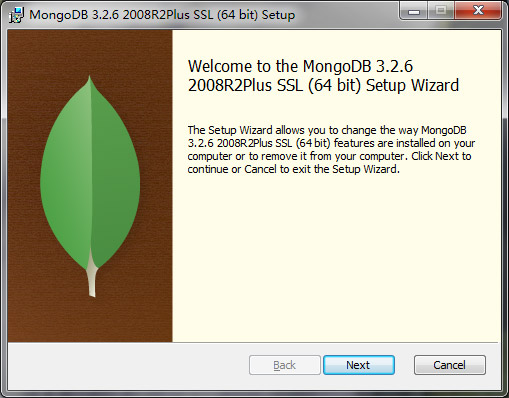 MongoDB 3.2.6 2008R2Plus SSL (64 bit) Setup
Welcome to the MongoDB 3.2.6
2008R2Plus SSL (64 bit) Setup Wizard
The Setup Wizard allows you to change the way MongoDB
3.2.6 2008R2Plus SSL (64 bit) features are installed on your
computer or to remove it from your computer. Click Next to
continue or Cancel to exit the Setup Wizard.
Back Next Cancel